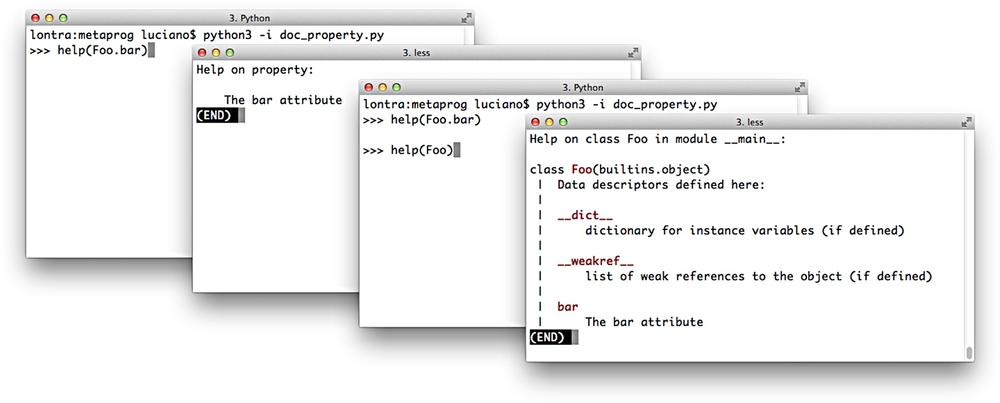 3. Python
lontra:metaprog luciano$ python3 -i doc_property.py
>>> help(Foo.bar)
3. less
Help on property:
    The bar attribute
(END)
3. Python
lontra:metaprog luciano$ python3 -i doc_property.py
>>> help(Foo.bar)
>>> help(Foo)
3. less
Help on class Foo in module __main__:
class Foo(builtins.object)
 |  Data descriptors defined here:
 |
 |  __dict__
 |      dictionary for instance variables (if defined)
 |
 |  __weakref__
 |      list of weak references to the object (if defined)
 |
 |  bar
 |      The bar attribute
(END)